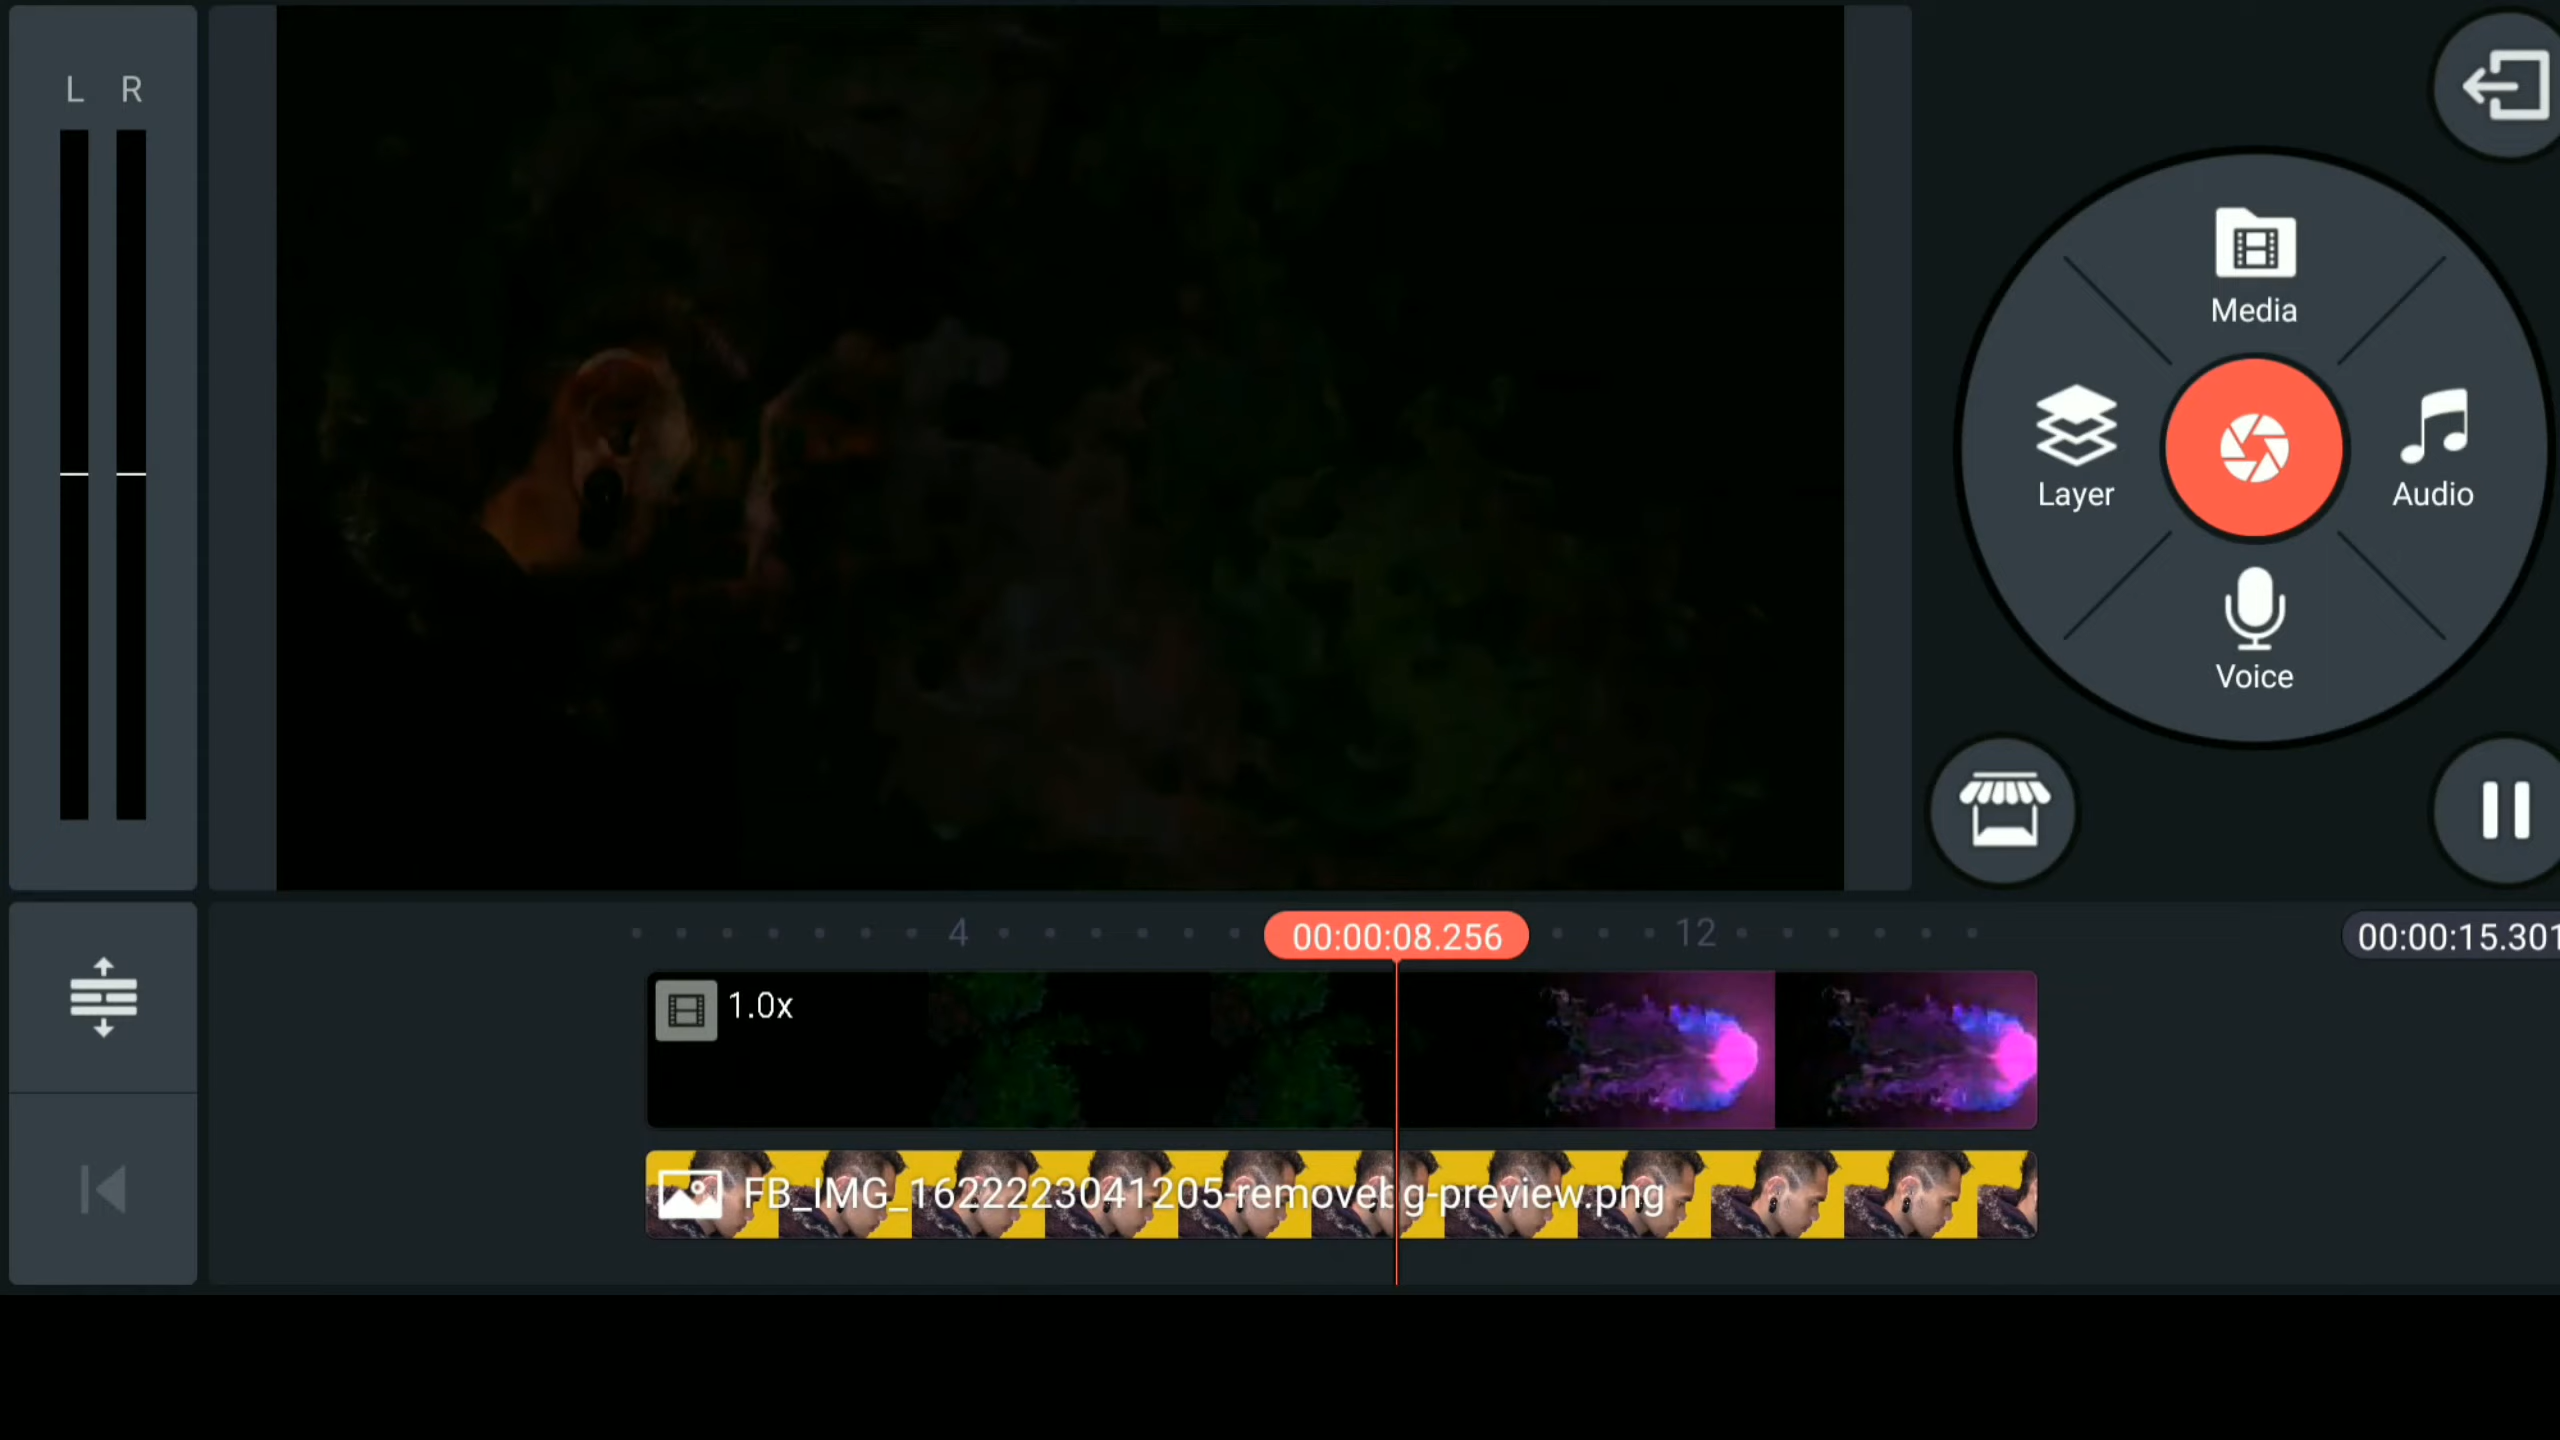 L R
Media
Layer
Audio
Voice
4
00:00:08.256
12
00:00:15.301
1.0x
FB_IMG_1622223041205-removebg-preview.png